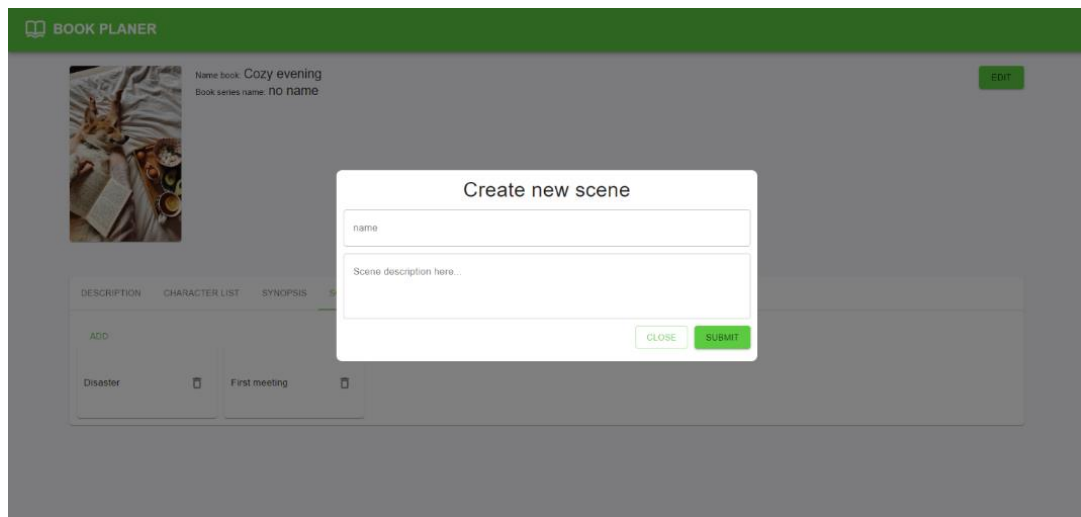 BOOK PLANER
Name book: Cozy evening
Book series name: no name
EDIT
Create new scene
name
Scene description here...
CLOSE
SUBMIT
DESCRIPTION
CHARACTER LIST
SYNOPSIS
ADD
Disaster
First meeting